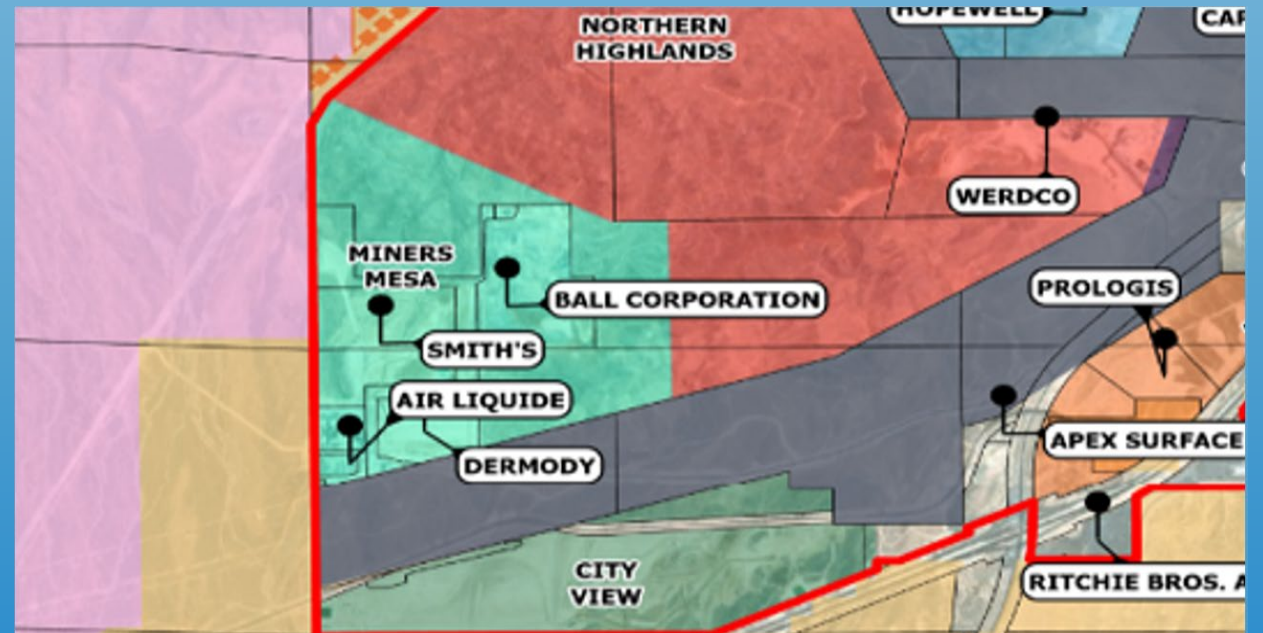 HOPEWELL
NORTHERN
HIGHLANDS
WERDCO
MINERS
MESA
PROLOGIS
BALL CORPORATION
SMITH'S
AIR LIQUIDE
APEX SURFACE
DERMODY
CITY
VIEW
RITCHIE BROS. A